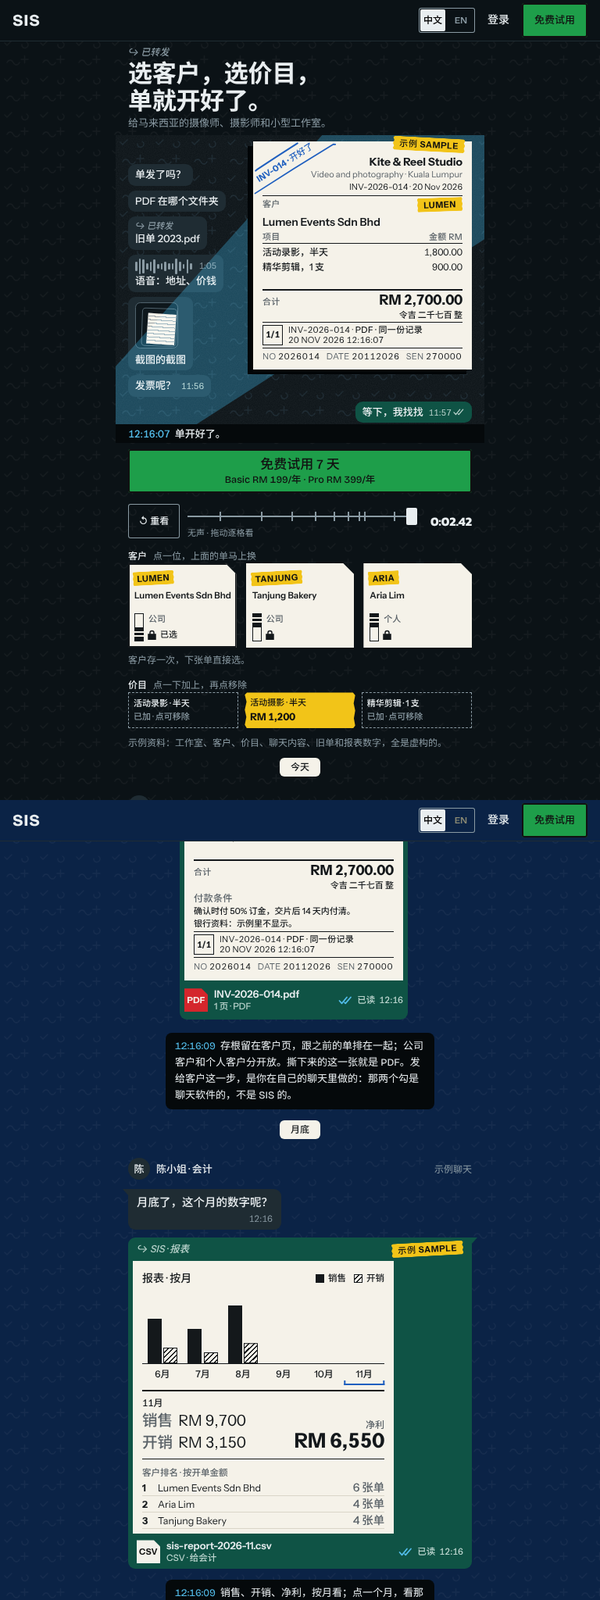 SIS
中文 EN 登录 免费试用
↪ 已转发
选客户，选价目，
单就开好了。
给马来西亚的摄像师、摄影师和小型工作室。
单发了吗？
PDF 在哪个文件夹
↪ 已转发
旧单 2023.pdf
1:05
语音：地址、价钱
截图的截图
发票呢？ 11:56
INV-014·开好了
示例 SAMPLE
Kite & Reel Studio
Video and photography · Kuala Lumpur
INV-2026-014 · 20 Nov 2026
客户 LUMEN
Lumen Events Sdn Bhd
项目 金额 RM
活动录影，半天 1,800.00
精华剪辑，1支 900.00
合计 RM 2,700.00
令吉 二千七百 整
1/1 INV-2026-014 · PDF · 同一份记录
20 NOV 2026 12:16:07
NO 2026014 DATE 20112026 SEN 270000
等下，我找找 11:57
12:16:07 单开好了。
免费试用 7 天
Basic RM 199/年 · Pro RM 399/年
↺ 重看
0:02.42
无声 · 拖动逐格看
客户 点一位，上面的单马上换
LUMEN
Lumen Events Sdn Bhd
公司
已选
TANJUNG
Tanjung Bakery
公司
ARIA
Aria Lim
个人
客户存一次，下张单直接选。
价目 点一下加上，再点移除
活动录影 · 半天
已加 · 点可移除
活动摄影 · 半天
RM 1,200
精华剪辑 · 1支
已加 · 点可移除
示例资料：工作室、客户、价目、聊天内容、旧单和报表数字，全是虚构的。
今天
SIS
中文 EN 登录 免费试用
合计 RM 2,700.00
令吉 二千七百 整
付款条件
确认时付 50% 订金，交片后 14 天内付清。
银行资料：示例里不显示。
1/1 INV-2026-014 · PDF · 同一份记录
20 NOV 2026 12:16:07
NO 2026014 DATE 20112026 SEN 270000
PDF INV-2026-014.pdf
1 页 · PDF
已读 12:16
12:16:09 存根留在客户页，跟之前的单排在一起；公司
客户和个人客户分开放。撕下来的这一张就是 PDF。发
给客户这一步，是你在自己的聊天里做的：那两个勾是
聊天软件的，不是 SIS 的。
月底
陈 陈小姐 · 会计 示例聊天
月底了，这个月的数字呢？
12:16
↪ SIS · 报表
示例 SAMPLE
报表 · 按月 销售 开销
6月 7月 8月 9月 10月 11月
11月
销售 RM 9,700
开销 RM 3,150
净利
RM 6,550
客户排名 · 按开单金额
1 Lumen Events Sdn Bhd 6 张单
2 Aria Lim 4 张单
3 Tanjung Bakery 4 张单
CSV sis-report-2026-11.csv
CSV · 给会计
已读 12:16
12:16:09 销售、开销、净利，按月看；点一个月，看那